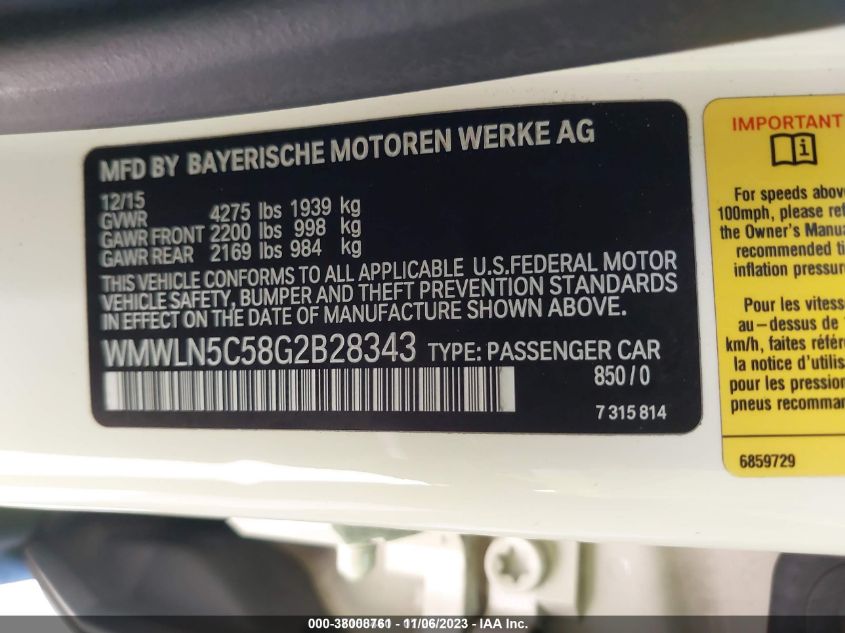 MFD BY BAYERISCHE MOTOREN WERKE AG
12/15
GVWR 4275 lbs 1939 kg
GAWR FRONT 2200 lbs 998 kg
GAWR REAR 2169 lbs 984 kg
THIS VEHICLE CONFORMS TO ALL APPLICABLE U.S.FEDERAL MOTOR
VEHICLE SAFETY, BUMPER AND THEFT PREVENTION STANDARDS
IN EFFECT ON THE DATE OF MANUFACTURE SHOWN ABOVE.
WMWLN5C58G2B28343 TYPE: PASSENGER CAR
850/0
7 315 814
IMPORTANT
i
For speeds above
100mph, please ref
the Owner's Manua
recommended ti
inflation pressure
Pour les vitess
au-dessus de
km/h, faites référ
la notice d'utilis
pour les pression
pneus recomman
6859729
000-38008761 - 11/06/2023 - IAAI, Inc.